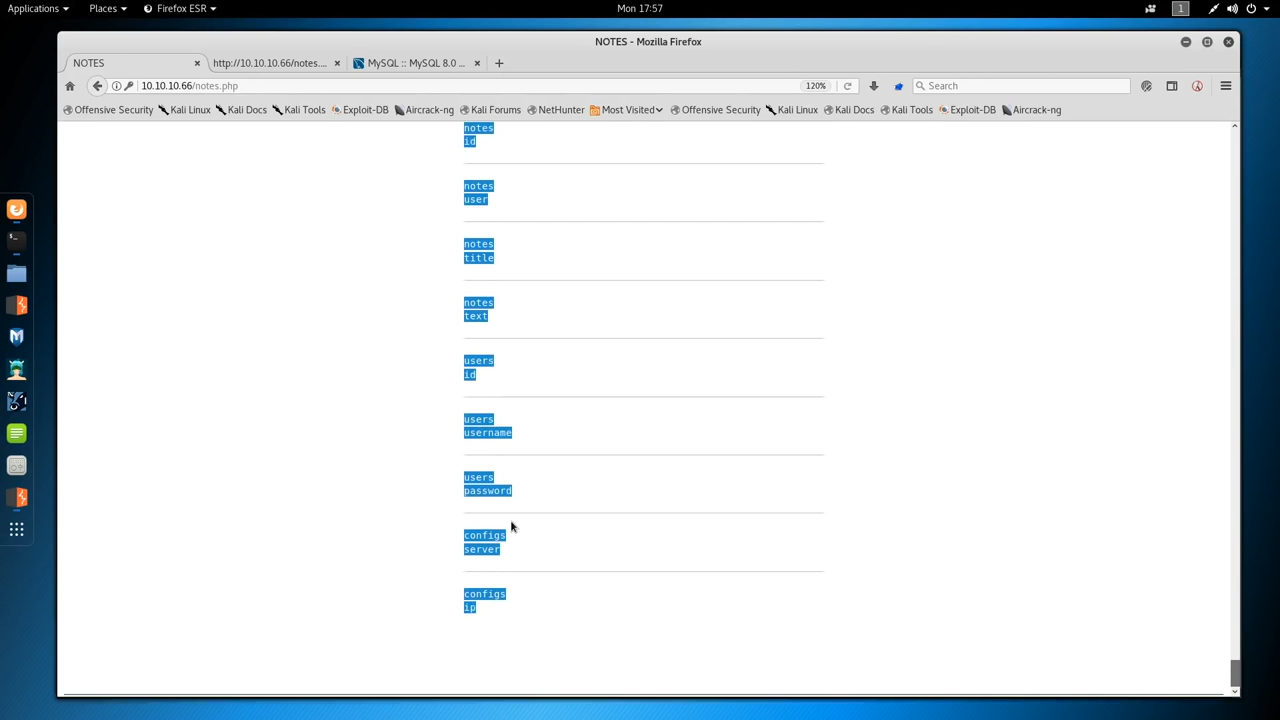 Applications
Places
Firefox ESR
Mon 17:57
1
NOTES - Mozilla Firefox
NOTES
http://10.10.10.66/notes....
MySQL :: MySQL 8.0 ...
10.10.10.66/notes.php
120%
Search
Offensive Security
Kali Linux
Kali Docs
Kali Tools
Exploit-DB
Aircrack-ng
Kali Forums
NetHunter
Most Visited
Offensive Security
Kali Linux
Kali Docs
Kali Tools
Exploit-DB
Aircrack-ng
notes
id
notes
user
notes
title
notes
text
users
id
users
username
users
password
configs
server
configs
ip